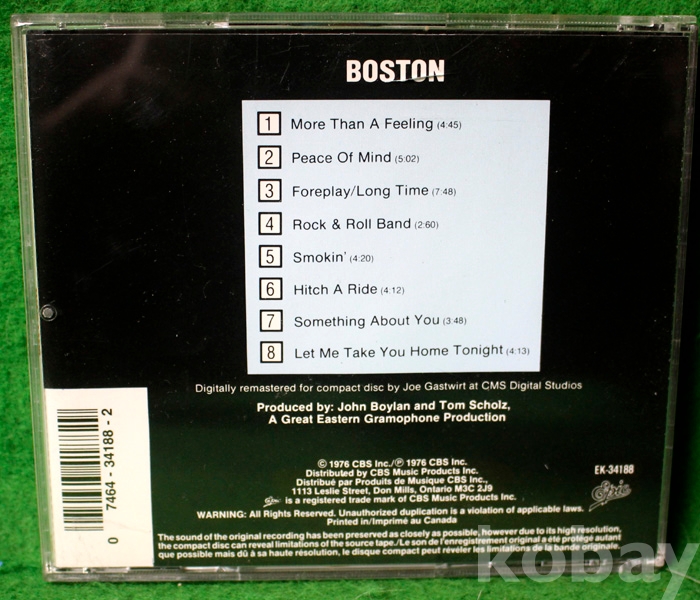 BOSTON
1 More Than A Feeling (4:45)
2 Peace Of Mind (5:02)
3 Foreplay/Long Time (7:48)
4 Rock & Roll Band (2:60)
5 Smokin' (4:20)
6 Hitch A Ride (4:12)
7 Something About You (3:48)
8 Let Me Take You Home Tonight (4:13)
Digitally remastered for compact disc by Joe Gastwirt at CMS Digital Studios
Produced by: John Boylan and Tom Scholz,
A Great Eastern Gramophone Production
© 1976 CBS Inc./℗ 1976 CBS Inc.
Distributed by CBS Music Products Inc.
Distribué par Produits de Musique CBS Inc.,
1113 Leslie Street, Don Mills, Ontario M3C 2J9
Epic is a registered trade mark of CBS Music Products Inc.
WARNING: All Rights Reserved. Unauthorized duplication is a violation of applicable laws.
Printed in/Imprimé au Canada
The sound of the original recording has been preserved as closely as possible, however due to its high resolution,
the compact disc can reveal limitations of the source tape./Le son de l'enregistrement original a été protégé autant
que possible mais dû à sa haute résolution, le disque compact peut révéler les limitations de la bande originale.
EK-34188
Epic
0 7464-34188-2
kobay